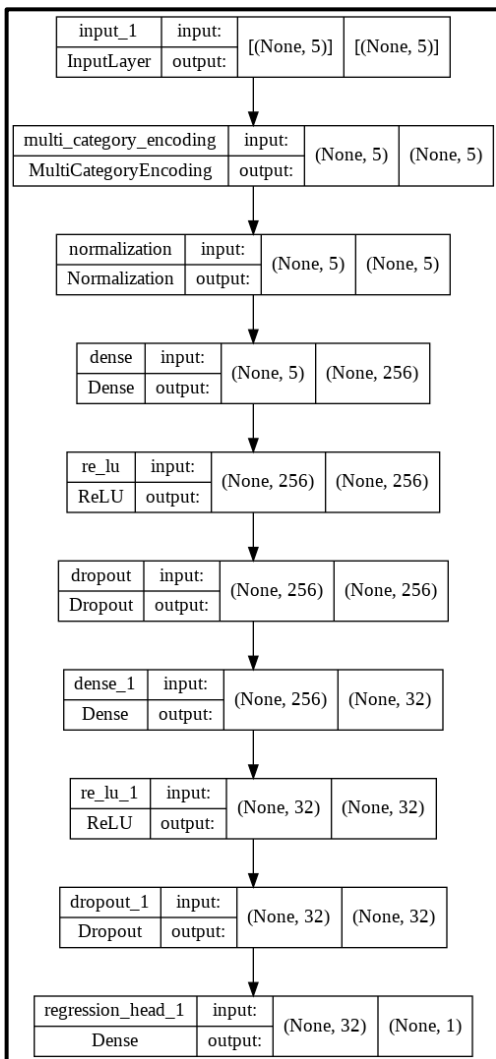 input_1 input: [(None, 5)] [(None, 5)]
InputLayer output:
multi_category_encoding input: (None, 5) (None, 5)
MultiCategoryEncoding output:
normalization input: (None, 5) (None, 5)
Normalization output:
dense input: (None, 5) (None, 256)
Dense output:
re_lu input: (None, 256) (None, 256)
ReLU output:
dropout input: (None, 256) (None, 256)
Dropout output:
dense_1 input: (None, 256) (None, 32)
Dense output:
re_lu_1 input: (None, 32) (None, 32)
ReLU output:
dropout_1 input: (None, 32) (None, 32)
Dropout output:
regression_head_1 input: (None, 32) (None, 1)
Dense output: